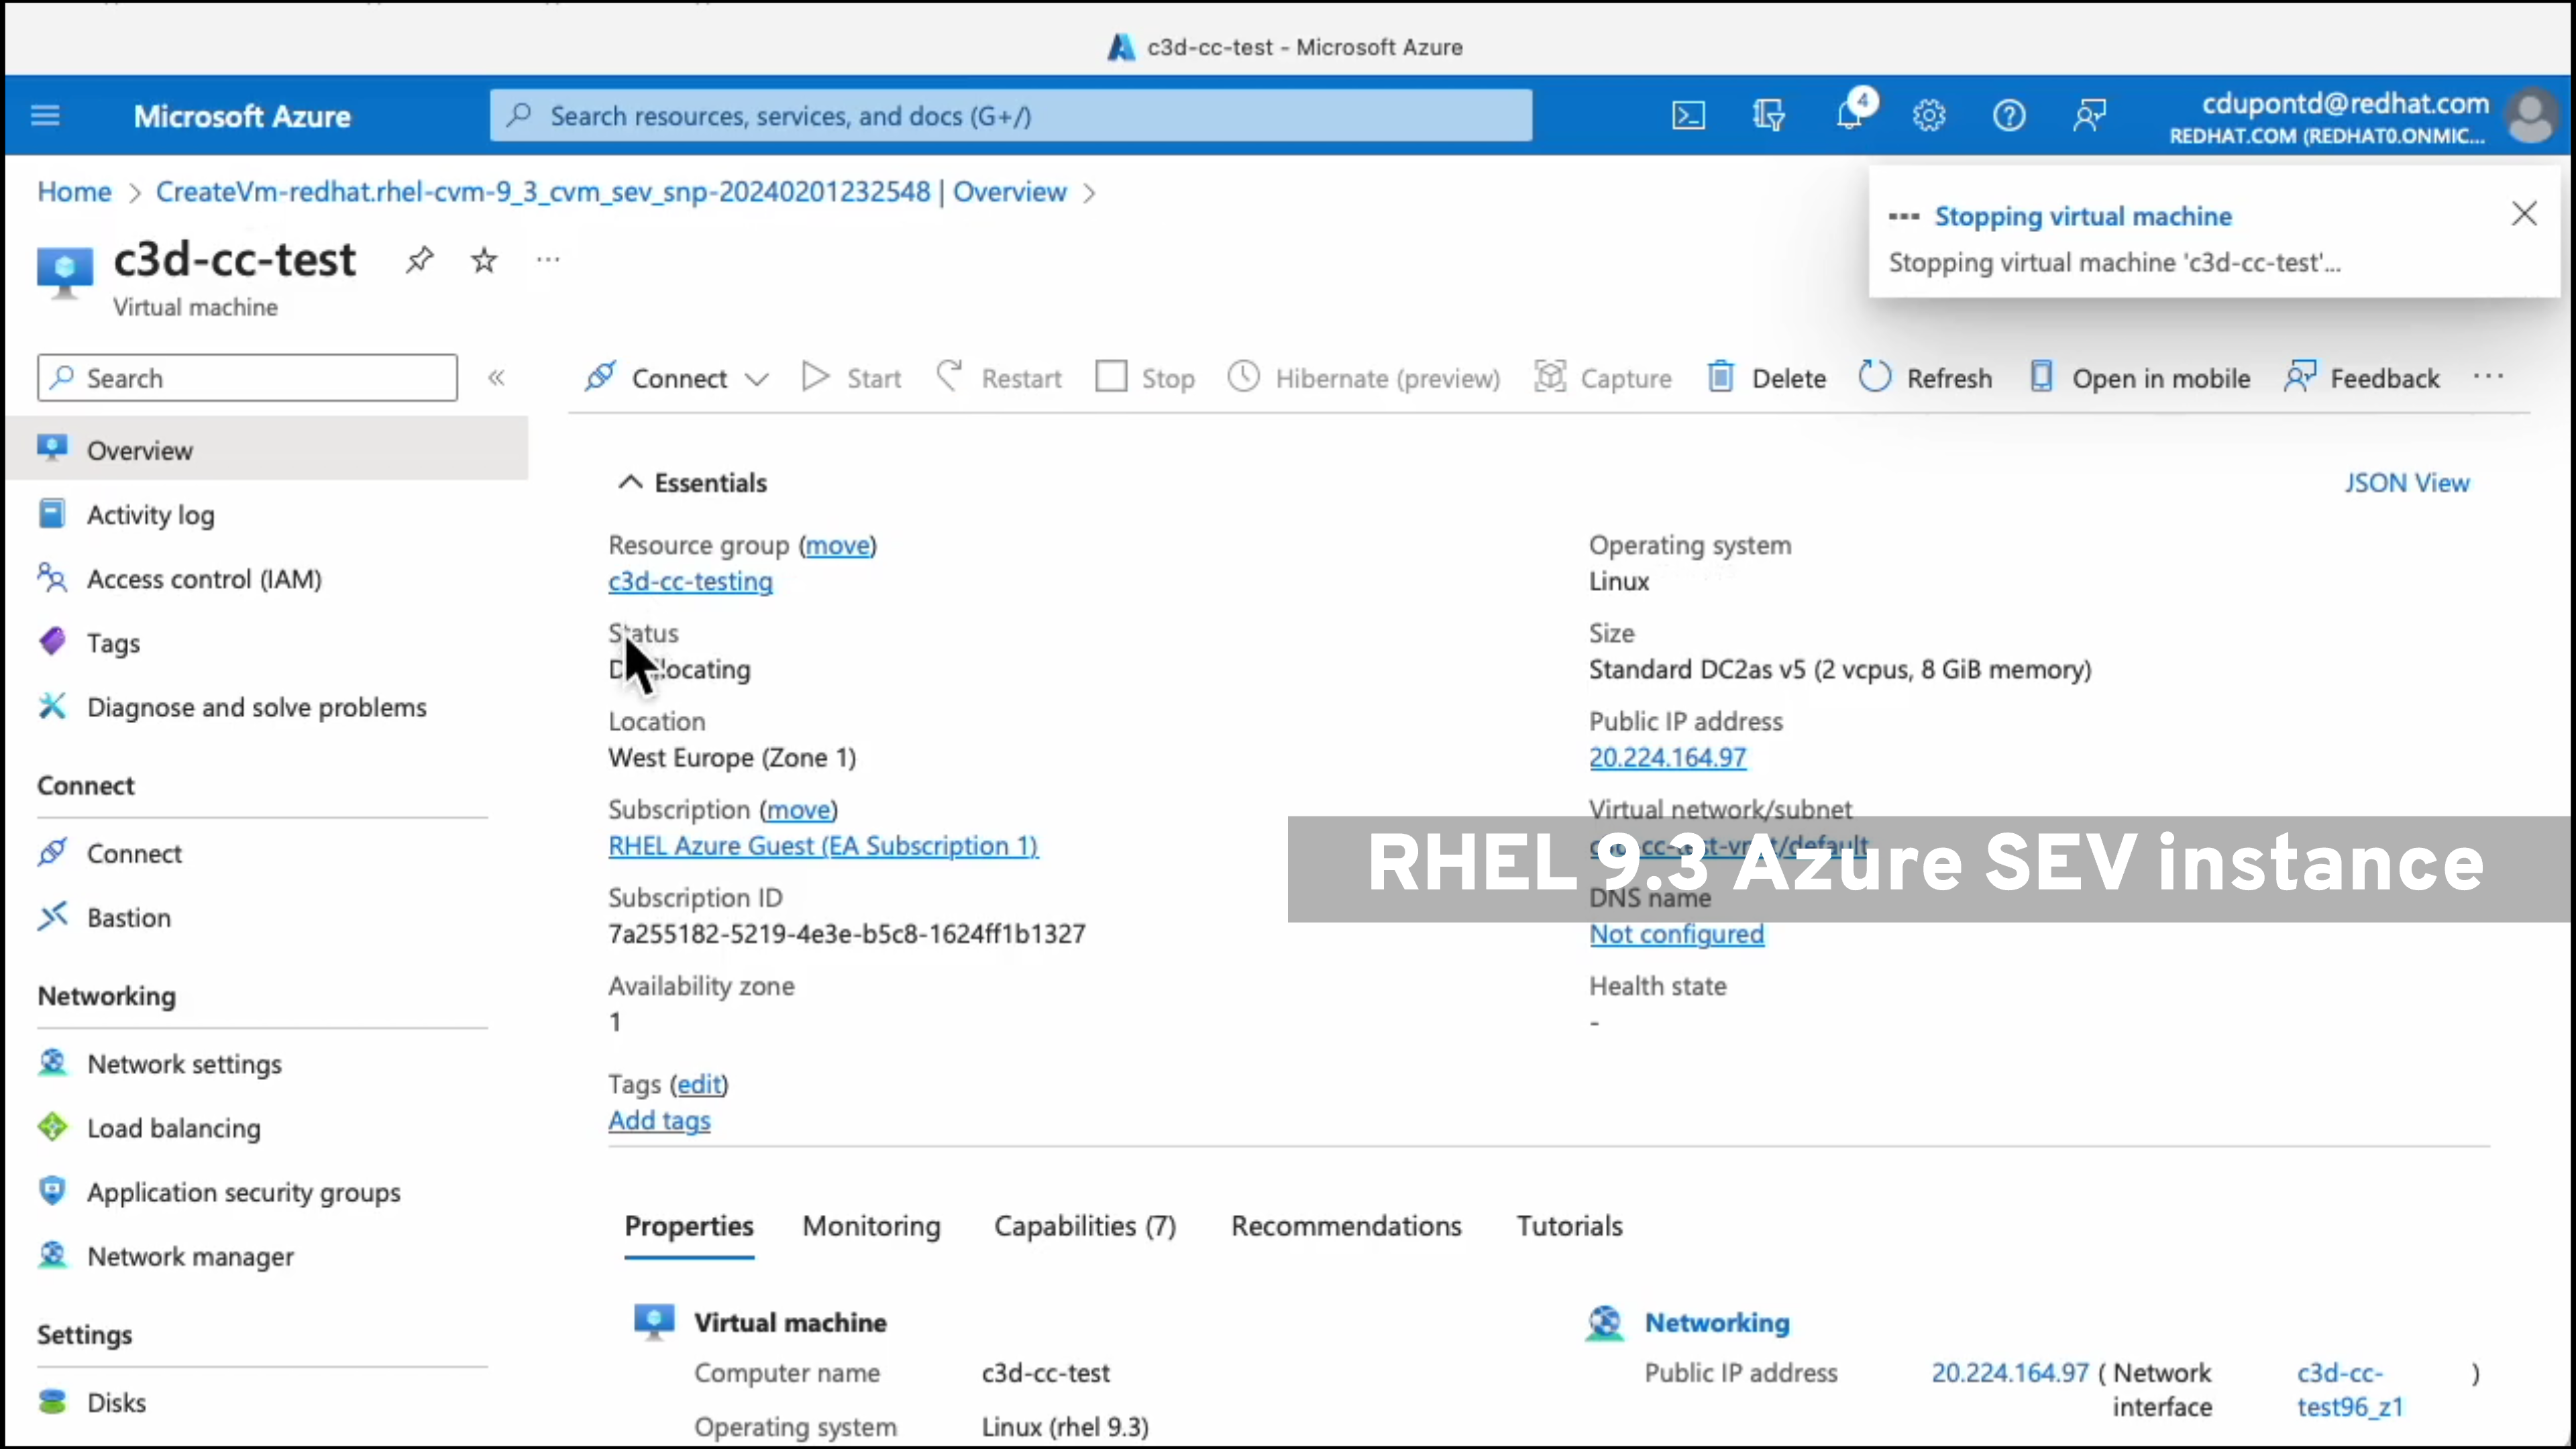 c3d-cc-test - Microsoft Azure
Microsoft Azure
Search resources, services, and docs (G+/)
4
cdupontd@redhat.com
REDHAT.COM (REDHAT0.ONMIC...
Home > CreateVm-redhat.rhel-cvm-9_3_cvm_sev_snp-20240201232548 | Overview >
Stopping virtual machine
Stopping virtual machine 'c3d-cc-test'...
c3d-cc-test
Virtual machine
Search
Connect
Start
Restart
Stop
Hibernate (preview)
Capture
Delete
Refresh
Open in mobile
Feedback
Overview
Activity log
Access control (IAM)
Tags
Diagnose and solve problems
Connect
Connect
Bastion
Networking
Network settings
Load balancing
Application security groups
Network manager
Settings
Disks
Essentials
JSON View
Resource group (move)
c3d-cc-testing
Status
Location
West Europe (Zone 1)
Subscription (move)
RHEL Azure Guest (EA Subscription 1)
Subscription ID
7a255182-5219-4e3e-b5c8-1624ff1b1327
Availability zone
1
Tags (edit)
Add tags
Operating system
Linux
Size
Standard DC2as v5 (2 vcpus, 8 GiB memory)
Public IP address
20.224.164.97
Virtual network/subnet
RHEL 9.3 Azure SEV instance
DNS name
Not configured
Health state
-
Properties
Monitoring
Capabilities (7)
Recommendations
Tutorials
Virtual machine
Computer name c3d-cc-test
Operating system Linux (rhel 9.3)
Networking
Public IP address 20.224.164.97 ( Network interface c3d-cc-test96_z1 )